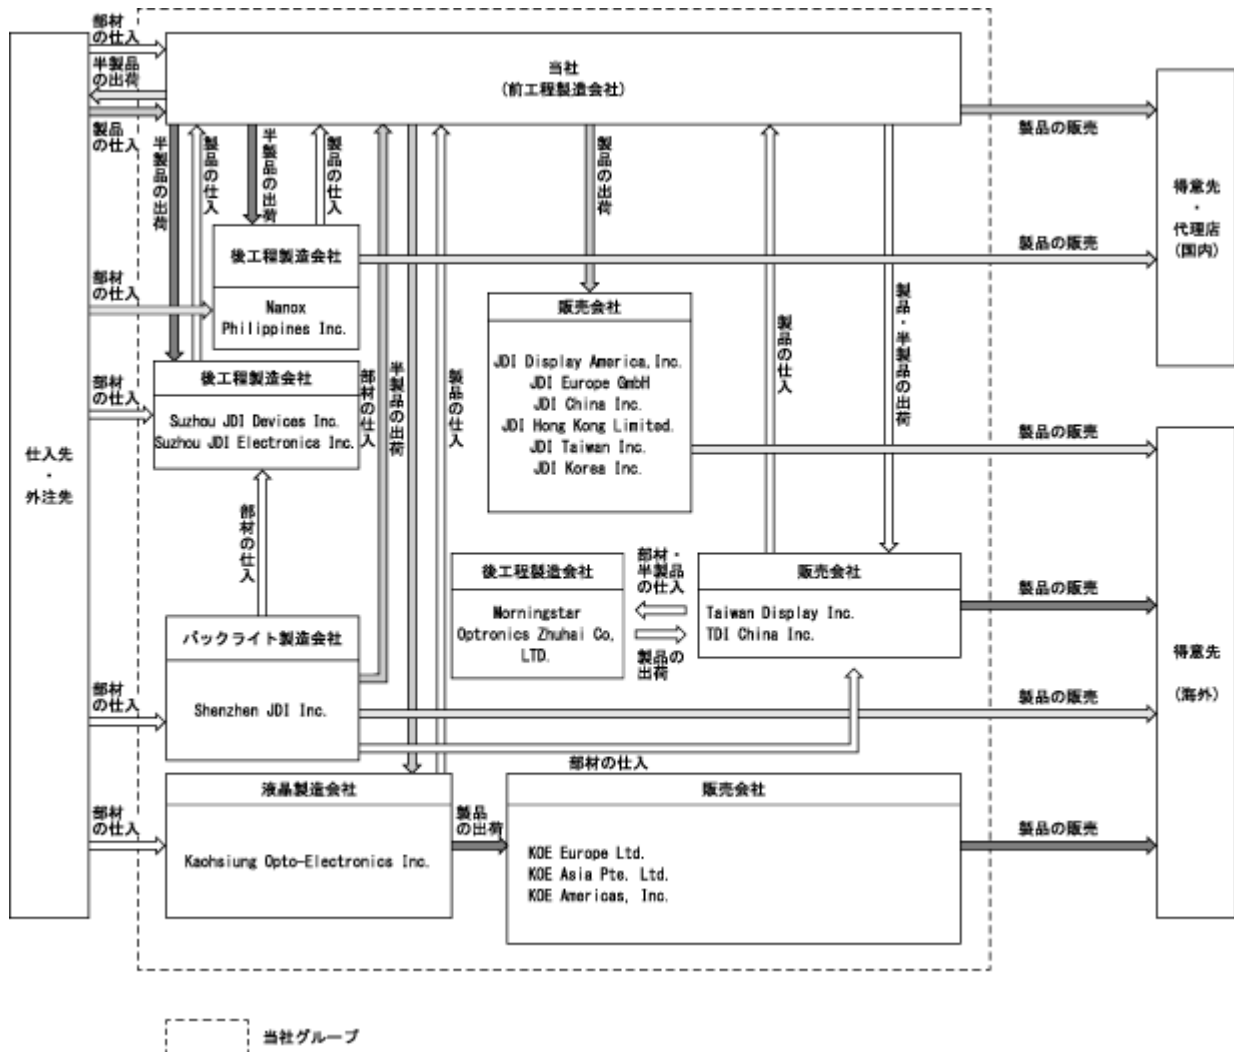 部材
の仕入
半製品
の出荷
製品
の仕入
当社
(前工程製造会社)
製品の販売
半製品の出荷
製品の仕入
半製品の出荷
製品の仕入
製品の出荷
得意先
・
代理店
(国内)
後工程製造会社
Nanox
Philippines Inc.
製品の販売
部材
の仕入
販売会社
JDI Display America,Inc.
JDI Europe GmbH
JDI China Inc.
JDI Hong Kong Limited.
JDI Taiwan Inc.
JDI Korea Inc.
製品の仕入
製品・半製品の出荷
後工程製造会社
Suzhou JDI Devices Inc.
Suzhou JDI Electronics Inc.
部材
の仕入
部材の仕入
半製品の出荷
製品の仕入
製品の販売
仕入先
・
外注先
部材の仕入
後工程製造会社
Morningstar
Optronics Zhuhai Co,
LTD.
部材・
半製品
の仕入
製品の
出荷
販売会社
Taiwan Display Inc.
TDI China Inc.
製品の販売
得意先
(海外)
バックライト製造会社
Shenzhen JDI Inc.
部材
の仕入
製品の販売
部材の仕入
液晶製造会社
Kaohsiung Opto-Electronics Inc.
部材
の仕入
製品
の出荷
販売会社
KOE Europe Ltd.
KOE Asia Pte. Ltd.
KOE Americas, Inc.
製品の販売
当社グループ